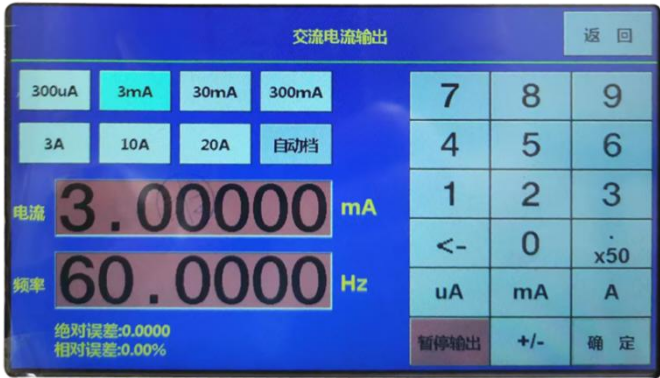 交流电流输出
返 回
300uA 3mA 30mA 300mA
3A 10A 20A 自动档
电流 3.00000 mA
频率 60.0000 Hz
绝对误差:0.0000
相对误差:0.00%
7 8 9
4 5 6
1 2 3
<- 0 .
x50
uA mA A
暂停输出 +/- 确 定